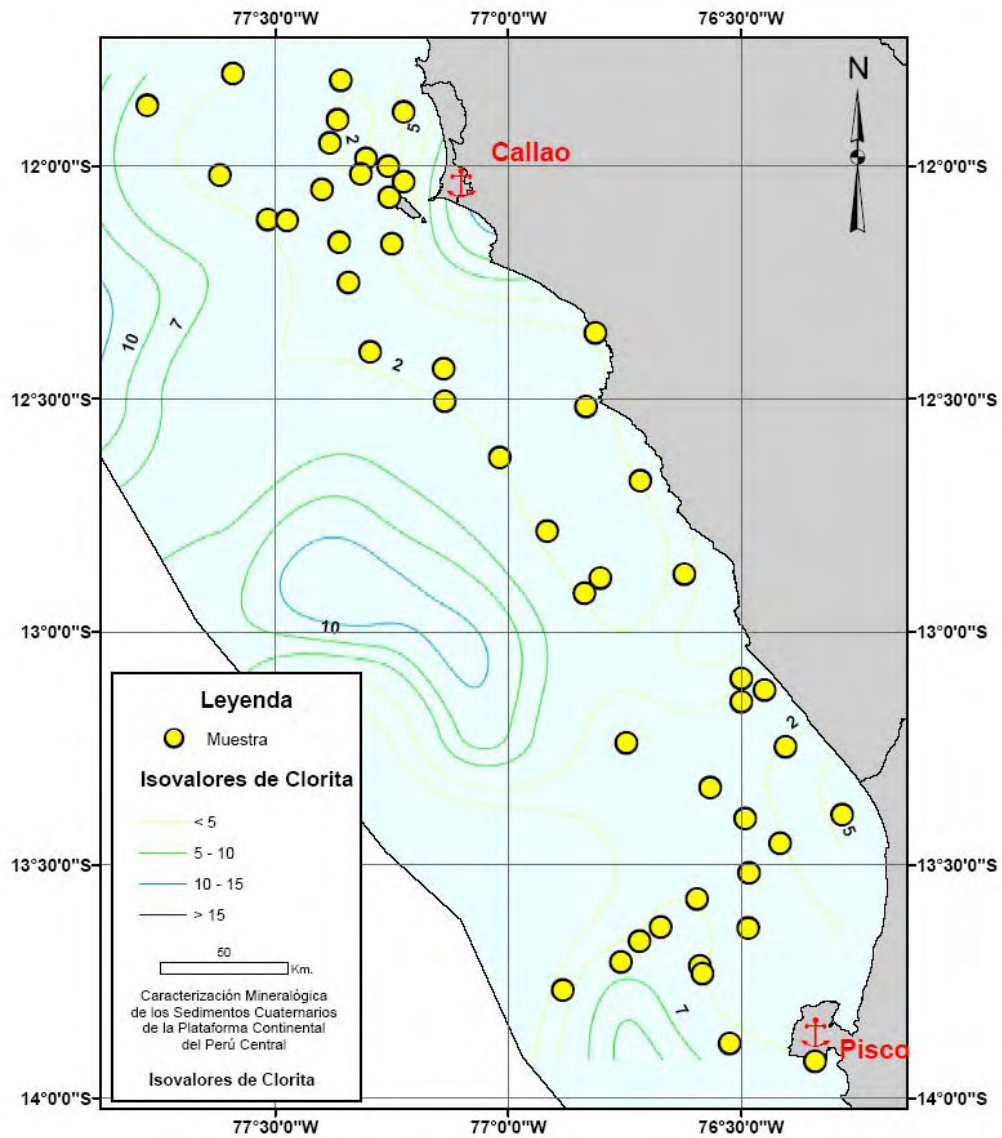 77°30'0"W 77°0'0"W 76°30'0"W
N
5
2
12°0'0"S 12°0'0"S
Callao
10
7
2
12°30'0"S 12°30'0"S
10
13°0'0"S 13°0'0"S
2
5
13°30'0"S 13°30'0"S
7
Pisco
14°0'0"S 14°0'0"S
77°30'0"W 77°0'0"W 76°30'0"W
Leyenda
Muestra
Isovalores de Clorita
< 5
5 - 10
10 - 15
> 15
50
Km.
Caracterización Mineralógica
de los Sedimentos Cuaternarios
de la Plataforma Continental
del Perú Central
Isovalores de Clorita